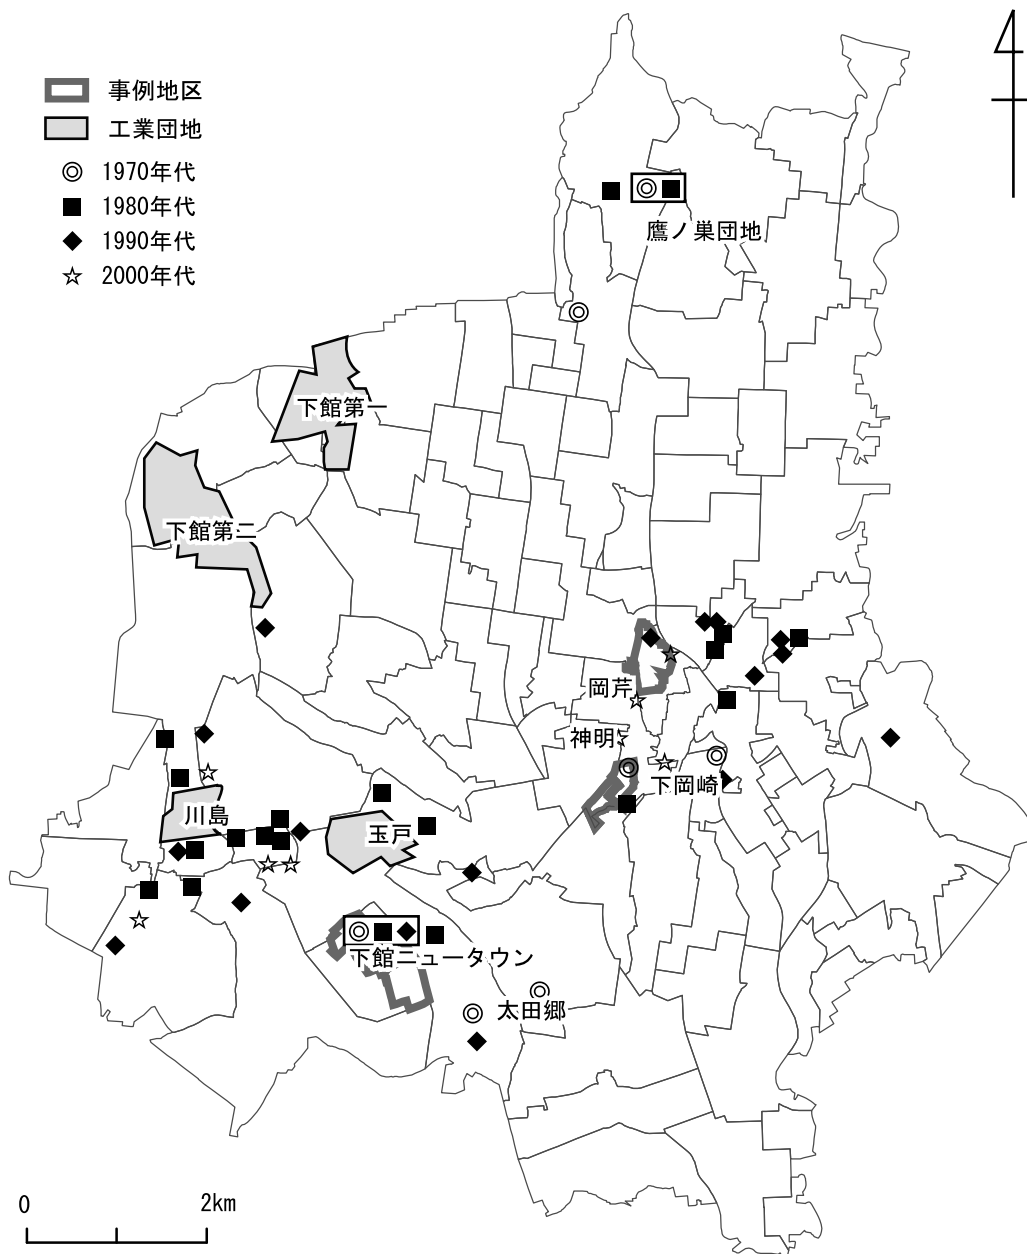 事例地区
工業団地
1970年代
1980年代
1990年代
2000年代
鷹ノ巣団地
下館第一
下館第二
岡芹
神明
下岡崎
川島
玉戸
下館ニュータウン
太田郷
0
2km